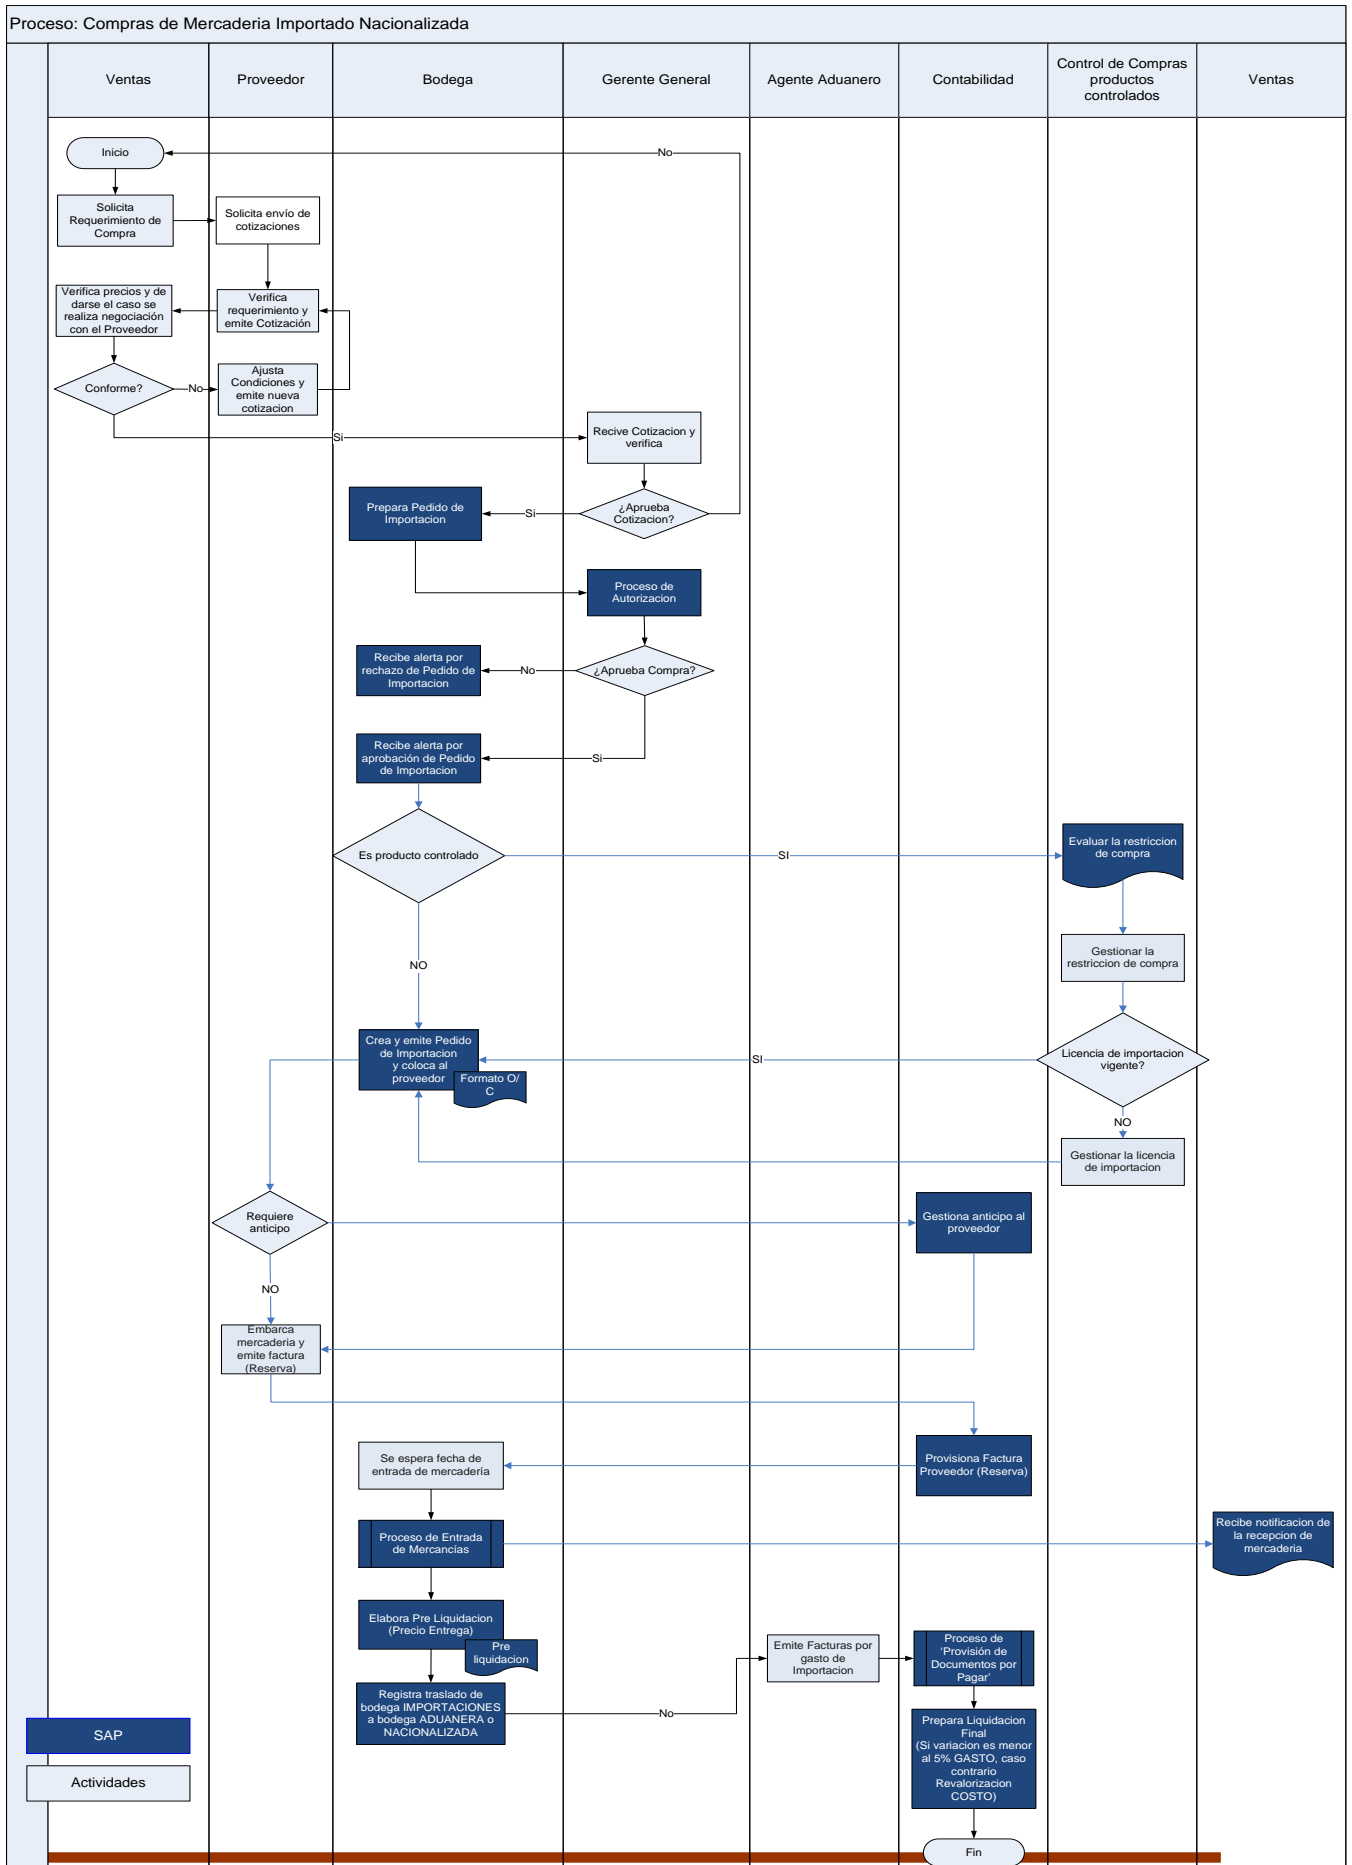 Proceso: Compras de Mercaderia Importado Nacionalizada
Ventas
Proveedor
Bodega
Gerente General
Agente Aduanero
Contabilidad
Control de Compras
productos
controlados
Ventas
Inicio
No
Solicita
Requerimiento de
Compra
Solicita envío de
cotizaciones
Verifica precios y de
darse el caso se
realiza negociación
con el Proveedor
Verifica
requerimiento y
emite Cotización
Conforme?
No
Ajusta
Condiciones y
emite nueva
cotizacion
Si
Recive Cotizacion y
verifica
Prepara Pedido de
Importacion
Si
¿Aprueba
Cotizacion?
Proceso de
Autorizacion
Recibe alerta por
rechazo de Pedido de
Importacion
No
¿Aprueba Compra?
Recibe alerta por
aprobación de Pedido
de Importacion
Si
Es producto controlado
SI
Evaluar la restriccion
de compra
NO
Gestionar la
restriccion de compra
Crea y emite Pedido
de Importacion
y coloca al
proveedor
Formato O/
C
SI
Licencia de importacion
vigente?
NO
Gestionar la licencia
de importacion
Requiere
anticipo
Gestiona anticipo al
proveedor
NO
Embarca
mercaderia y
emite factura
(Reserva)
Se espera fecha de
entrada de mercadería
Provisiona Factura
Proveedor (Reserva)
Proceso de Entrada
de Mercancías
Recibe notificacion de
la recepcion de
mercaderia
Elabora Pre Liquidacion
(Precio Entrega)
Pre
liquidacion
Emite Facturas por
gasto de
Importacion
Proceso de
‘Provisión de
Documentos por
Pagar’
Registra traslado de
bodega IMPORTACIONES
a bodega ADUANERA o
NACIONALIZADA
No
Prepara Liquidacion
Final
(Si variacion es menor
al 5% GASTO, caso
contrario
Revalorizacion
COSTO)
SAP
Actividades
Fin